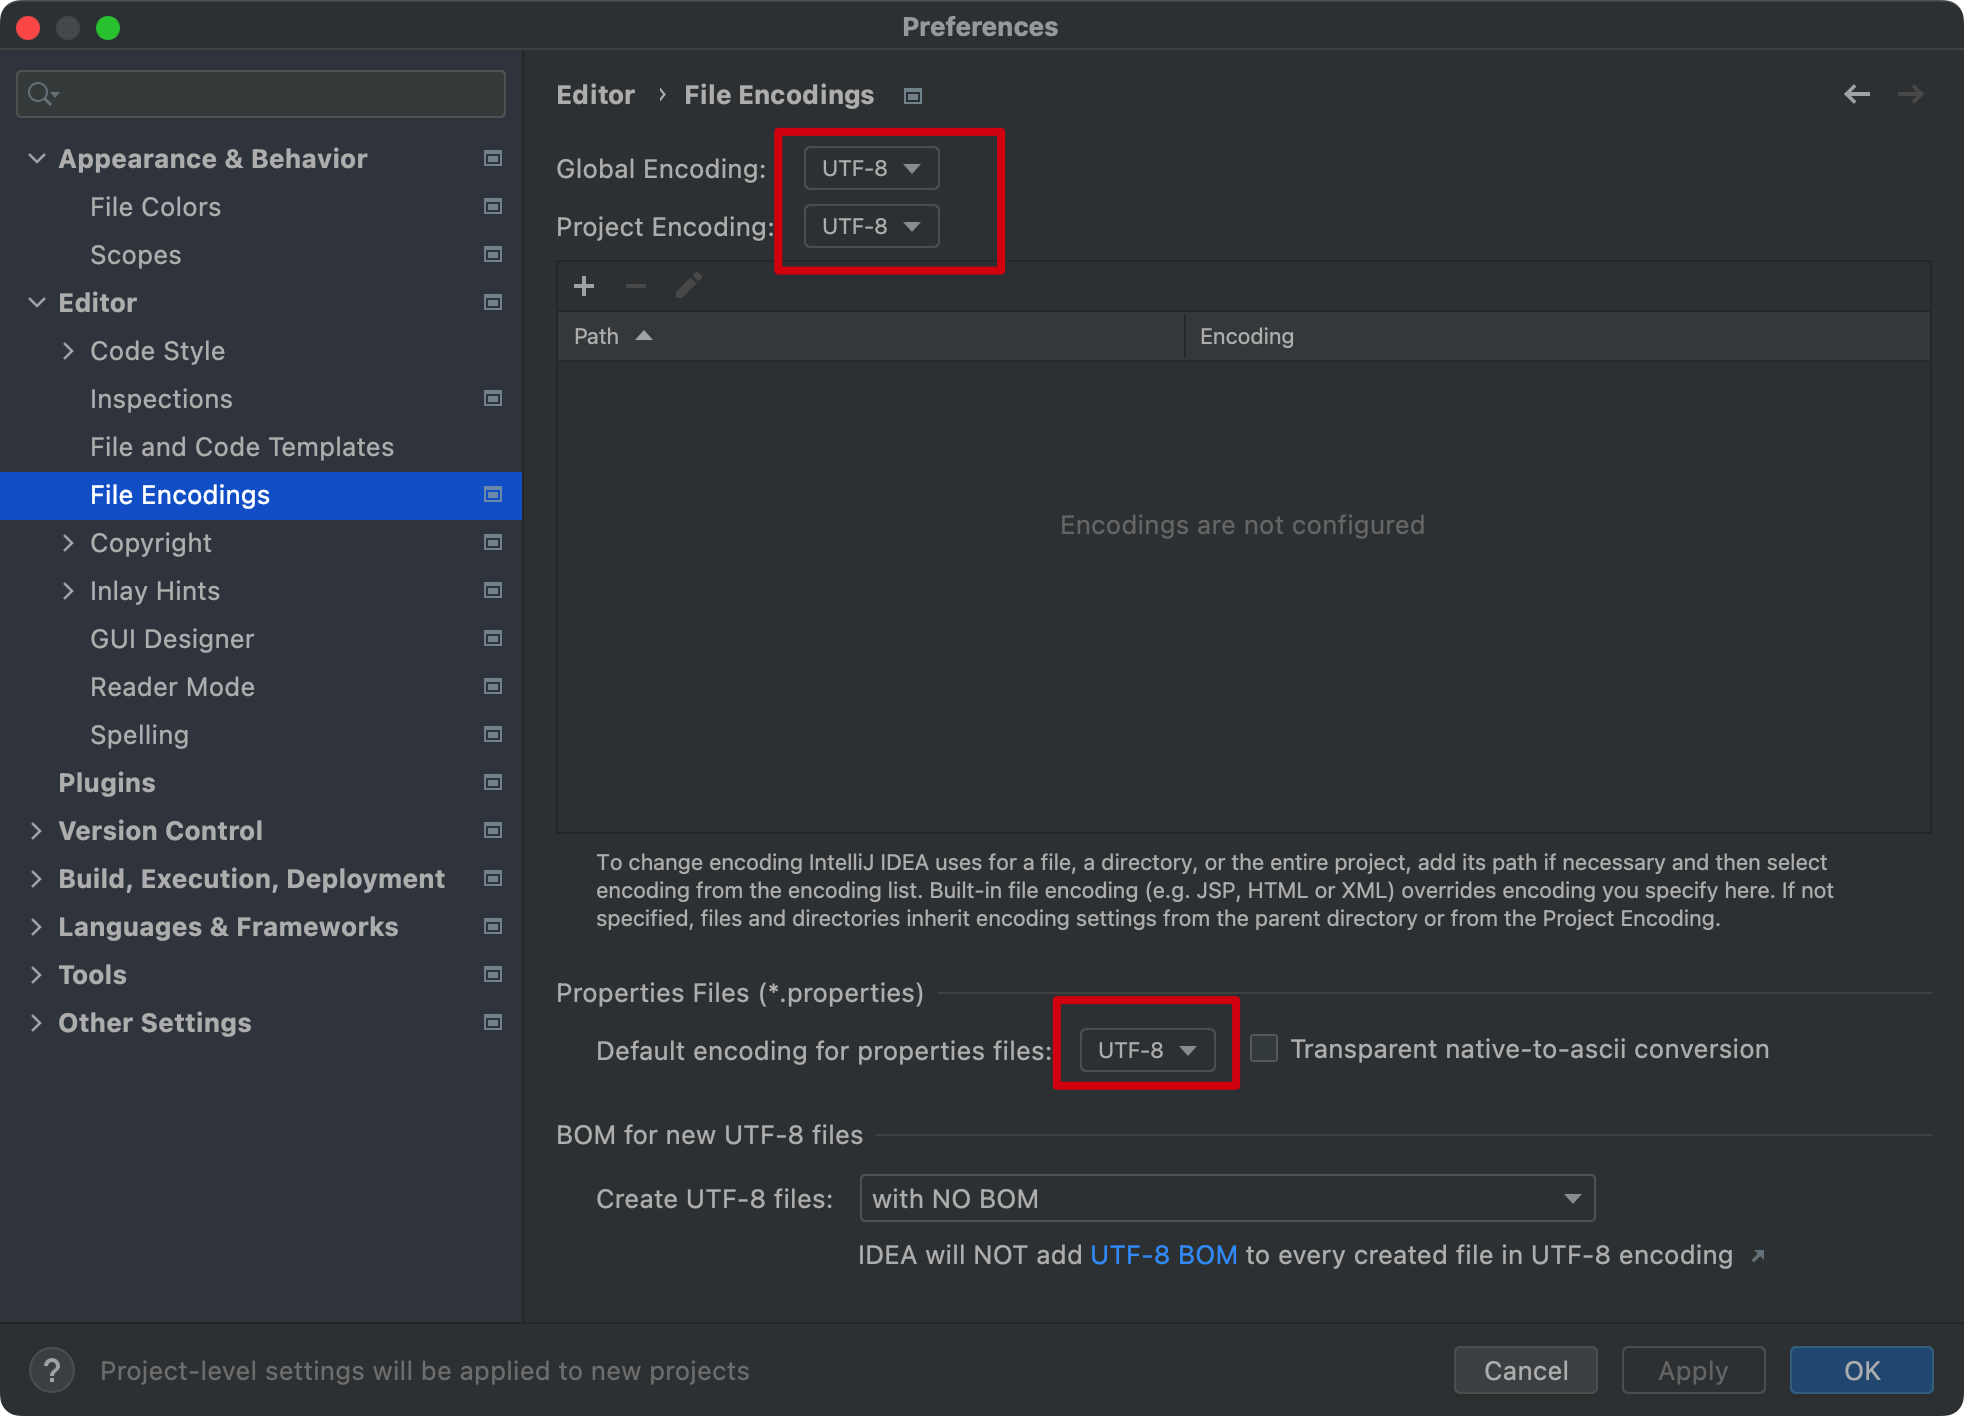 Preferences
Appearance & Behavior
File Colors
Scopes
Editor
Code Style
Inspections
File and Code Templates
File Encodings
Copyright
Inlay Hints
GUI Designer
Reader Mode
Spelling
Plugins
Version Control
Build, Execution, Deployment
Languages & Frameworks
Tools
Other Settings
Editor › File Encodings
Global Encoding: UTF-8
Project Encoding: UTF-8
Path Encoding
Encodings are not configured
To change encoding IntelliJ IDEA uses for a file, a directory, or the entire project, add its path if necessary and then select
encoding from the encoding list. Built-in file encoding (e.g. JSP, HTML or XML) overrides encoding you specify here. If not
specified, files and directories inherit encoding settings from the parent directory or from the Project Encoding.
Properties Files (*.properties)
Default encoding for properties files: UTF-8 Transparent native-to-ascii conversion
BOM for new UTF-8 files
Create UTF-8 files: with NO BOM
IDEA will NOT add UTF-8 BOM to every created file in UTF-8 encoding
? Project-level settings will be applied to new projects
Cancel Apply OK